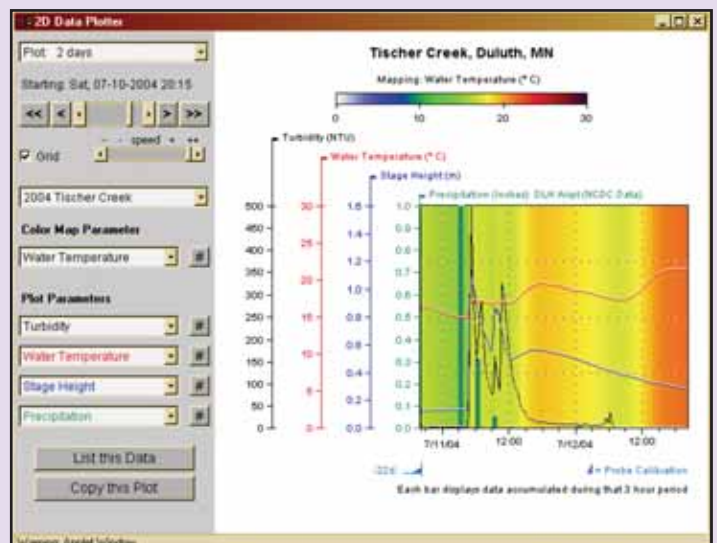 2D Data Plotter
Plot: 2 days
Starting: Sat, 07-10-2004 20:15
<< < > >>
- - speed + ++
Grid
2004 Tischer Creek
Color Map Parameter
Water Temperature #
Plot Parameters
Turbidity #
Water Temperature #
Stage Height #
Precipitation #
List this Data
Copy this Plot
Warning: Applet Window
Tischer Creek, Duluth, MN
Mapping: Water Temperature (° C)
0 10 20 30
Turbidity (NTU)
Water Temperature (° C)
Stage Height (m)
Precipitation (Inches)
500 30 1.6 1.0
450 1.4 0.9
400 25 0.8
350 1.2 0.7
300 20 1.0 0.6
250 15 0.8 0.5
200 0.6 0.4
150 10 0.3
100 0.4 0.2
50 5 0.2 0.1
0 0 0.0 0.0
7/11/04 12:00 7/12/04 12:00
d = Probe Calibration
Each bar displays data accumulated during that 3 hour period